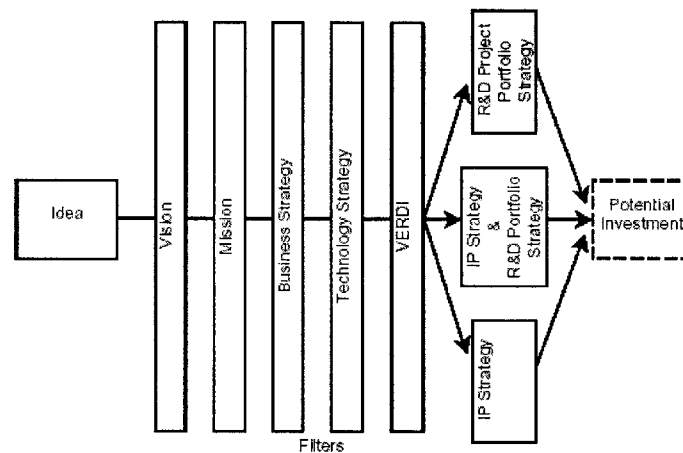 Idea
Vision
Mission
Business Strategy
Technology Strategy
VERDI
R&D Project
Portfolio
Strategy
IP Strategy
&
R&D Portfolio
Strategy
IP Strategy
Potential
Investment
Filters